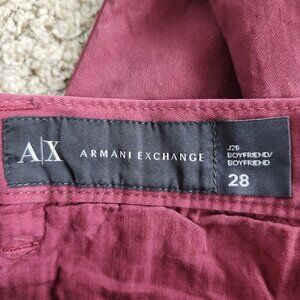 A|X ARMANI EXCHANGE
J26
BOYFRIEND/
BOYFRIEND
28